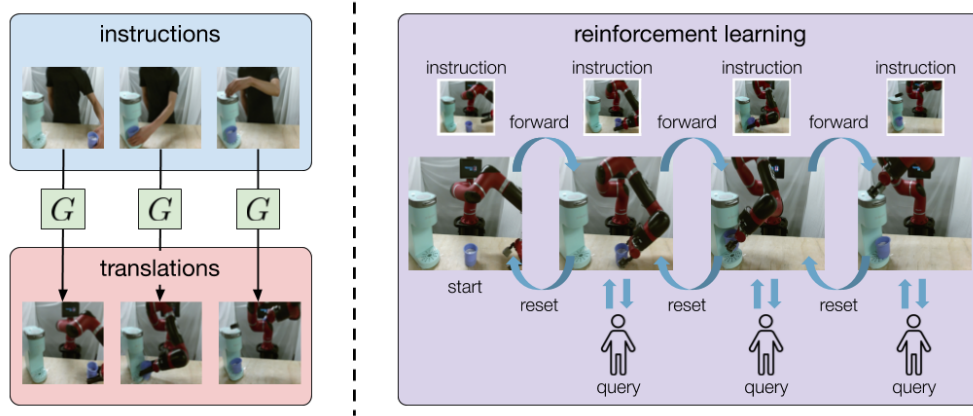 instructions
G
G
G
translations
reinforcement learning
instruction
instruction
instruction
instruction
forward
forward
forward
start
reset
reset
reset
query
query
query